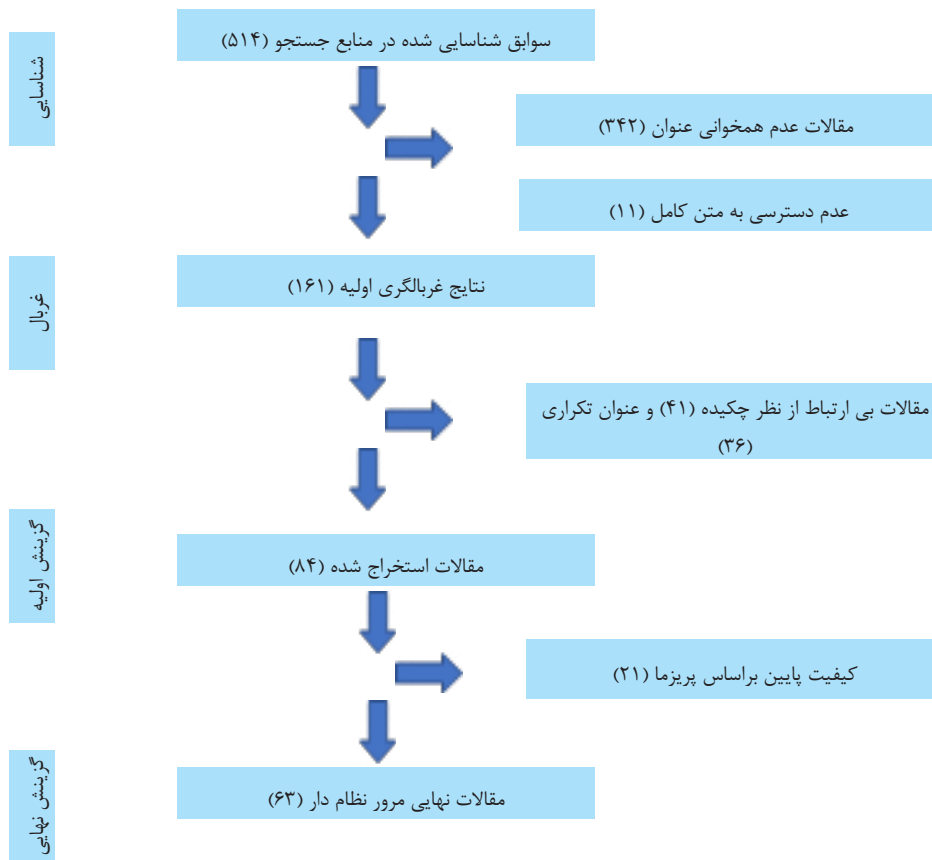 شناسایی
سوابق شناسایی شده در منابع جستجو (۵۱۴)
مقالات عدم همخوانی عنوان (۳۴۲)
عدم دسترسی به متن کامل (۱۱)
غربال
نتایج غربالگری اولیه (۱۶۱)
مقالات بی ارتباط از نظر چکیده (۴۱) و عنوان تکراری
(۳۶)
گزینش اولیه
مقالات استخراج شده (۸۴)
کیفیت پایین براساس پریزما (۲۱)
گزینش نهایی
مقالات نهایی مرور نظام دار (۶۳)